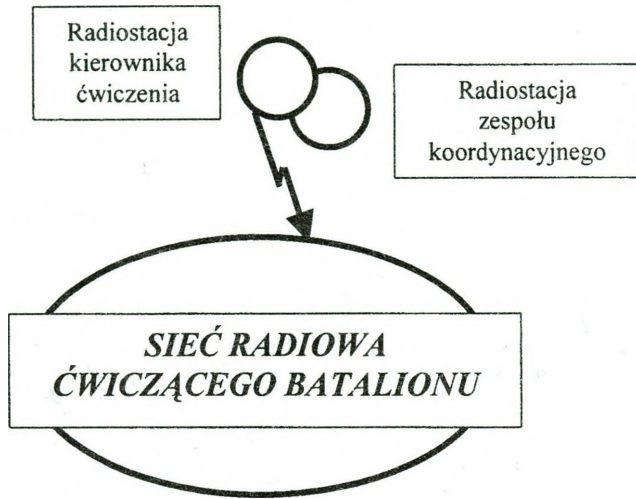 Radiostacja
kierownika
ćwiczenia
Radiostacja
zespołu
koordynacyjnego
SIEĆ RADIOWA
ĆWICZĄCEGO BATALIONU